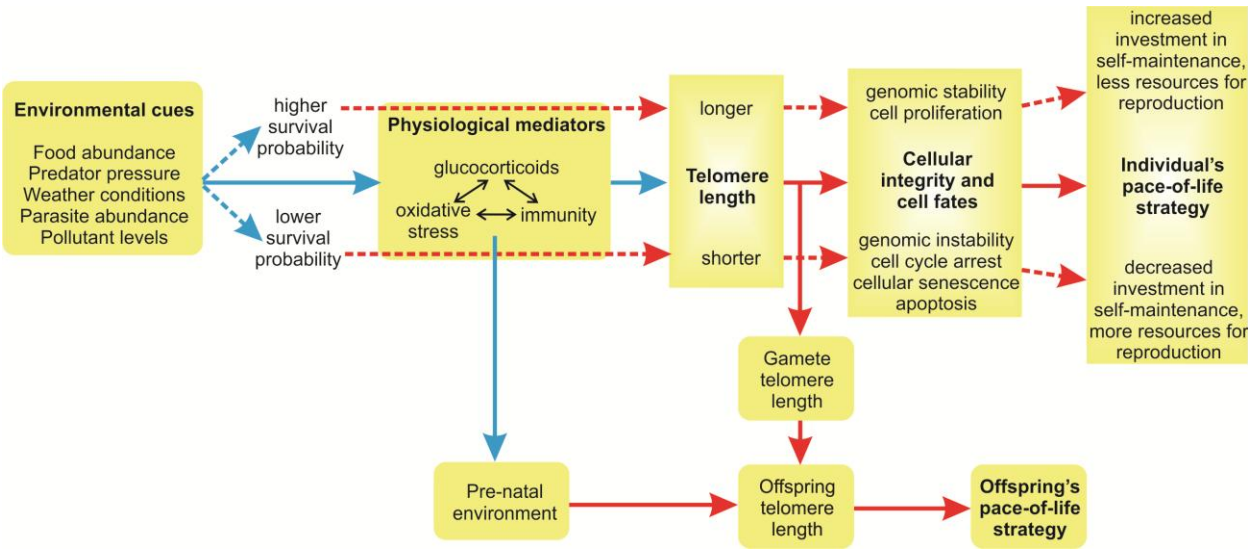 Environmental cues
Food abundance
Predator pressure
Weather conditions
Parasite abundance
Pollutant levels
higher
survival
probability
lower
survival
probability
Physiological mediators
glucocorticoids
oxidative
stress
immunity
longer
Telomere
length
shorter
genomic stability
cell proliferation
Cellular
integrity and
cell fates
genomic instability
cell cycle arrest
cellular senescence
apoptosis
increased
investment in
self-maintenance,
less resources for
reproduction
Individual's
pace-of-life
strategy
decreased
investment in
self-maintenance,
more resources for
reproduction
Gamete
telomere
length
Pre-natal
environment
Offspring
telomere
length
Offspring's
pace-of-life
strategy